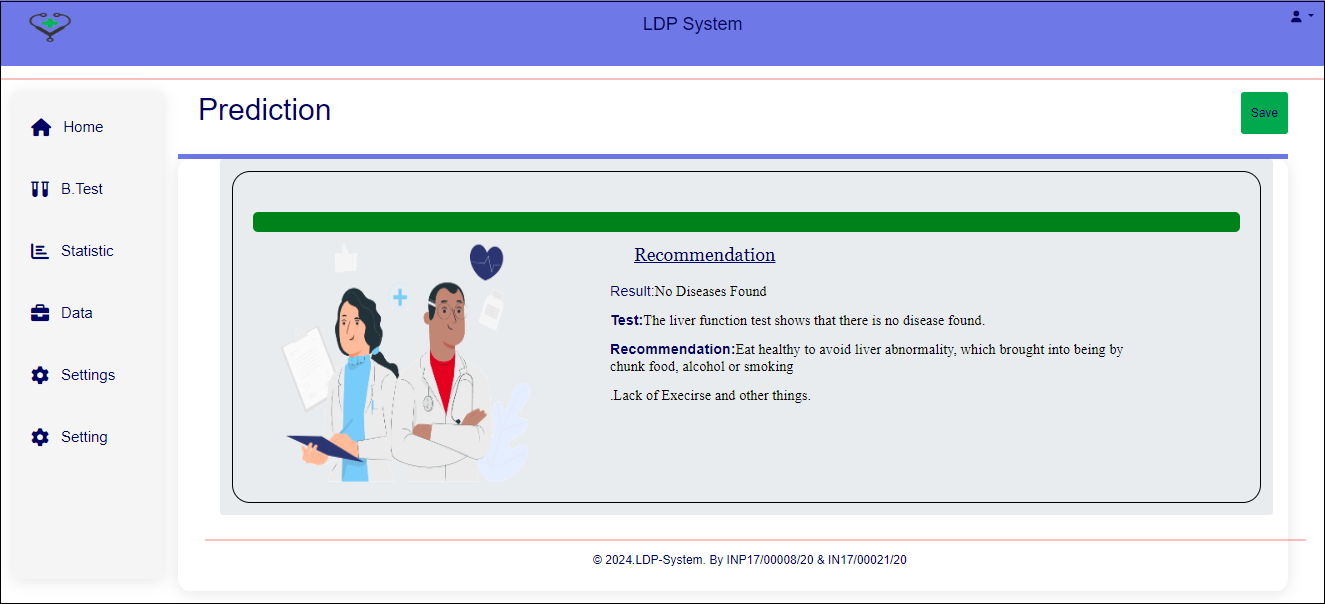 LDP System
Prediction
Save
Home
B.Test
Statistic
Data
Settings
Setting
Recommendation
Result:No Diseases Found
Test:The liver function test shows that there is no disease found.
Recommendation:Eat healthy to avoid liver abnormality, which brought into being by
chunk food, alcohol or smoking
.Lack of Execirse and other things.
© 2024.LDP-System. By INP17/00008/20 & IN17/00021/20